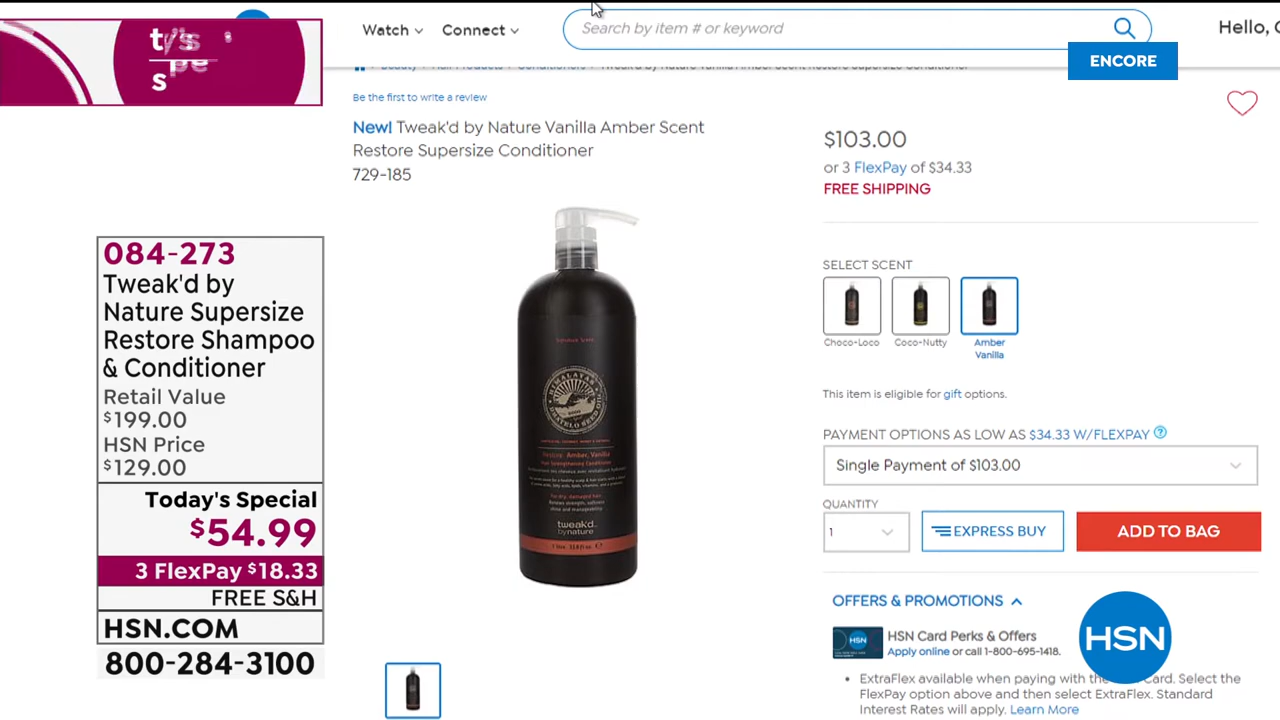 Watch
Connect
Search by item # or keyword
Hello,
ENCORE
Be the first to write a review
New! Tweak'd by Nature Vanilla Amber Scent
Restore Supersize Conditioner
729-185
$103.00
or 3 FlexPay of $34.33
FREE SHIPPING
SELECT SCENT
Choco-Loco
Coco-Nutty
Amber
Vanilla
This item is eligible for gift options.
PAYMENT OPTIONS AS LOW AS $34.33 W/FLEXPAY ?
Single Payment of $103.00
QUANTITY
1
EXPRESS BUY
ADD TO BAG
OFFERS & PROMOTIONS
HSN
HSN Card Perks & Offers
Apply online or call 1-800-695-1418.
HSN
ExtraFlex available when paying with the Card. Select the
FlexPay option above and then select ExtraFlex. Standard
Interest Rates will apply. Learn More
084-273
Tweak'd by
Nature Supersize
Restore Shampoo
& Conditioner
Retail Value
$199.00
HSN Price
$129.00
Today's Special
$54.99
3 FlexPay $18.33
FREE S&H
HSN.COM
800-284-3100
HIMALAYAN
Restore Amber, Vanilla
tweak'd
bynature